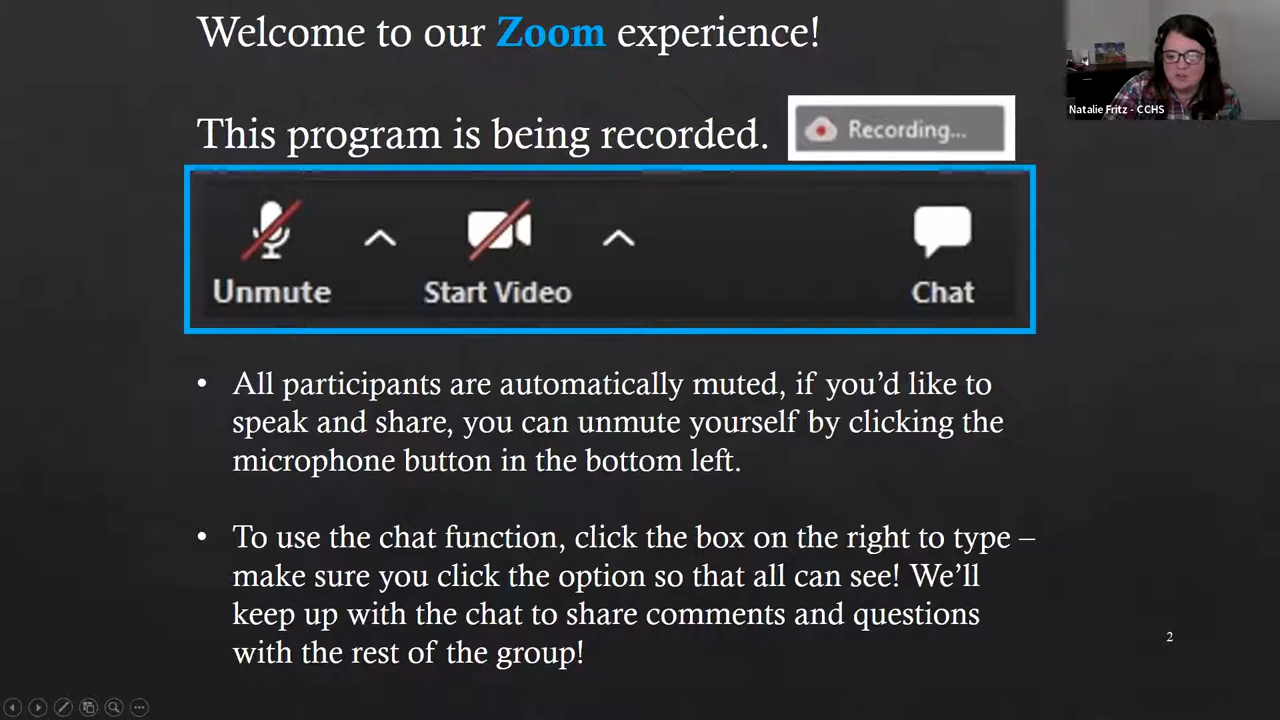 Welcome to our Zoom experience!
Natalie Fritz - CCHS
This program is being recorded.
Recording...
Unmute
Start Video
Chat
• All participants are automatically muted, if you’d like to
speak and share, you can unmute yourself by clicking the
microphone button in the bottom left.
• To use the chat function, click the box on the right to type –
make sure you click the option so that all can see! We’ll
keep up with the chat to share comments and questions
with the rest of the group!
2